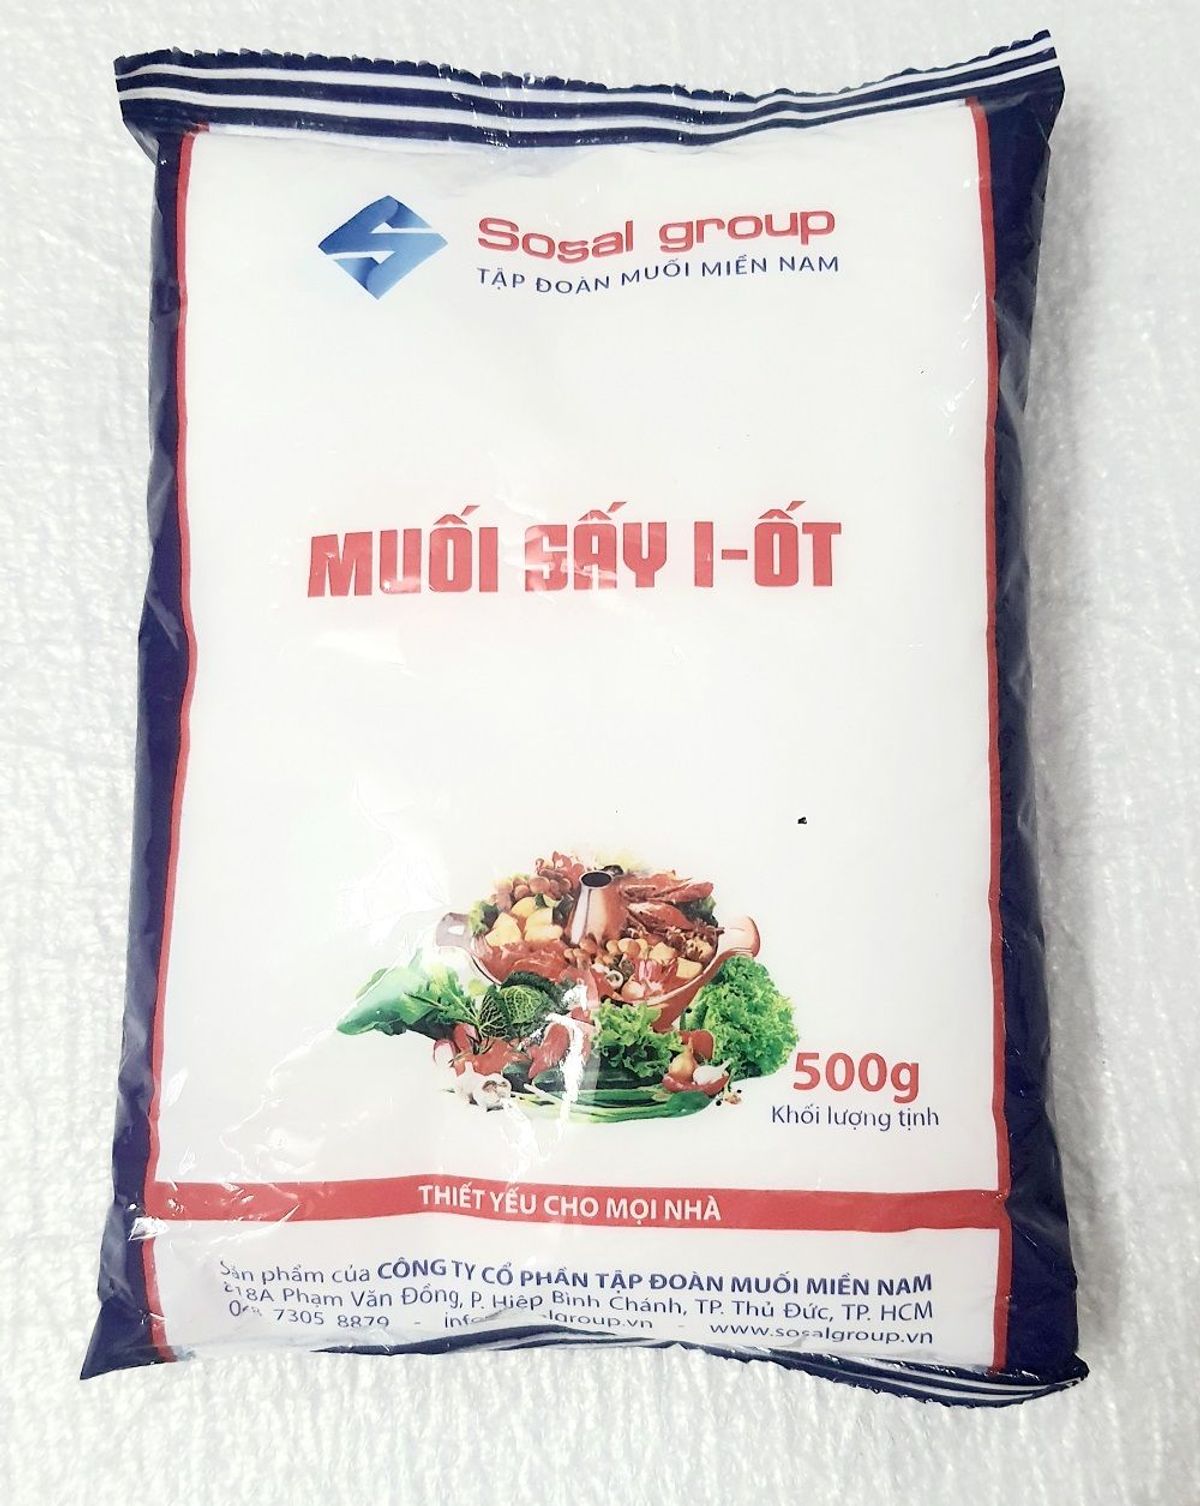 Sosal group
TẬP ĐOÀN MUỐI MIỀN NAM
MUỐI SẤY I-ỐT
500g
Khối lượng tịnh
THIẾT YẾU CHO MỌI NHÀ
Sản phẩm của CÔNG TY CỔ PHẦN TẬP ĐOÀN MUỐI MIỀN NAM
Phạm Văn Đồng, P. Hiệp Bình Chánh, TP. Thủ Đức, TP. HCM
7305 8879 - - www.sosalgroup.vn